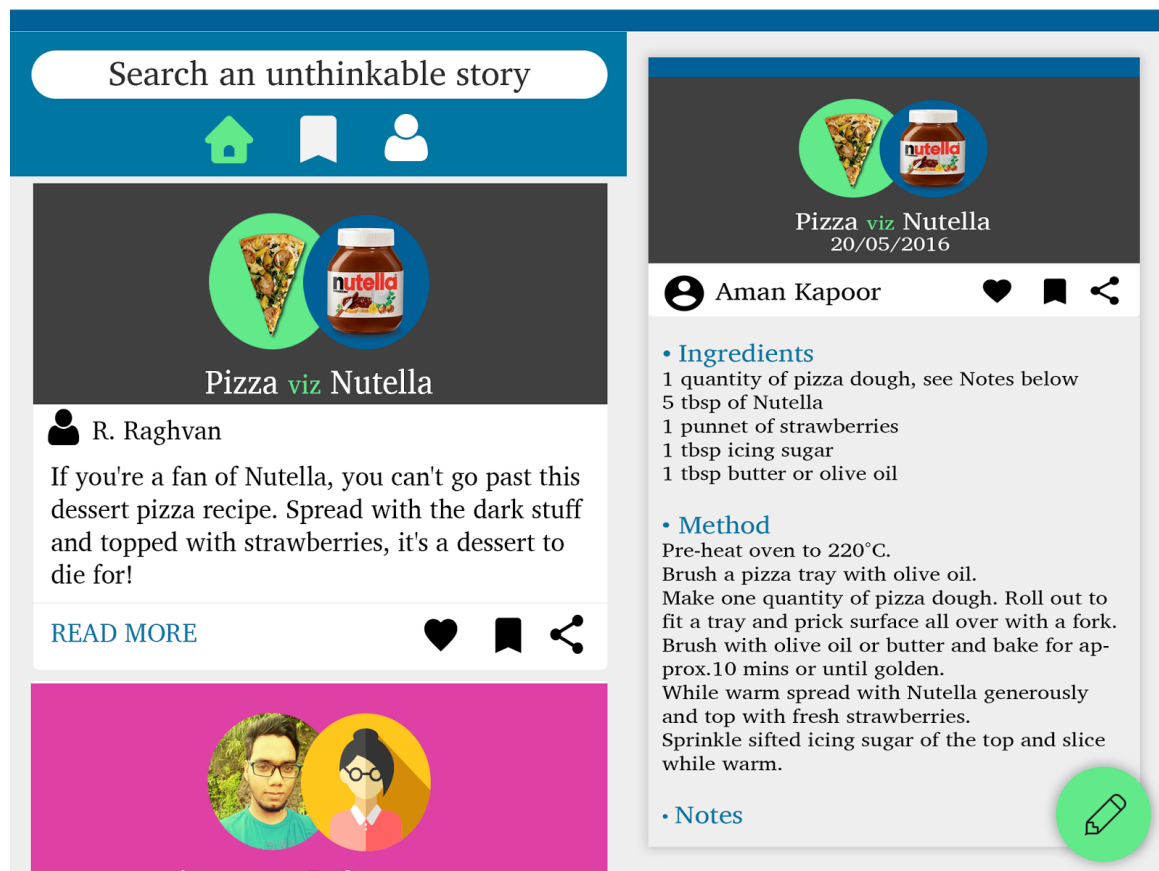 Search an unthinkable story
nutella
Pizza viz Nutella
R. Raghvan
If you're a fan of Nutella, you can't go past this
dessert pizza recipe. Spread with the dark stuff
and topped with strawberries, it's a dessert to
die for!
READ MORE
nutella
Pizza viz Nutella
20/05/2016
Aman Kapoor
• Ingredients
1 quantity of pizza dough, see Notes below
5 tbsp of Nutella
1 punnet of strawberries
1 tbsp icing sugar
1 tbsp butter or olive oil
• Method
Pre-heat oven to 220°C.
Brush a pizza tray with olive oil.
Make one quantity of pizza dough. Roll out to
fit a tray and prick surface all over with a fork.
Brush with olive oil or butter and bake for ap-
prox.10 mins or until golden.
While warm spread with Nutella generously
and top with fresh strawberries.
Sprinkle sifted icing sugar of the top and slice
while warm.
• Notes